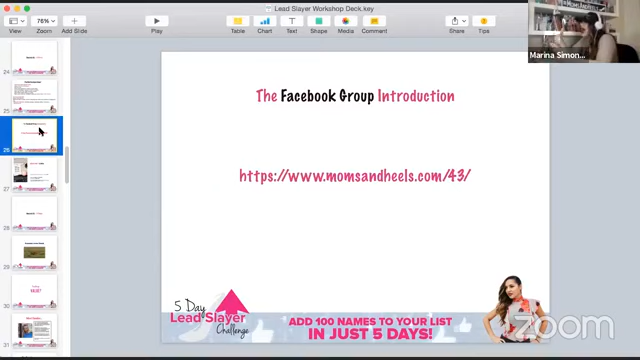 Lead Slayer Workshop Deck.key
76%
View
Zoom
Add Slide
Play
Table
Chart
Text
Shape
Media
Comment
Share
Tips
Marina Simon...
24
25
26
27
28
29
30
31
The Facebook Group Introduction
https://www.momsandheels.com/43/
5 Day
Lead Slayer
Challenge
ADD 100 NAMES TO YOUR LIST
IN JUST 5 DAYS!
zoom